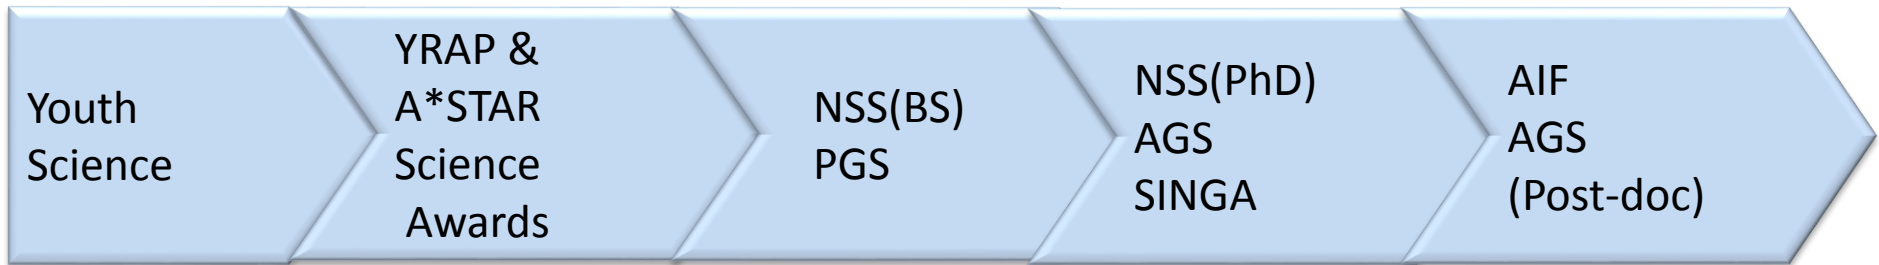 Youth
Science
YRAP &
A*STAR
Science
Awards
NSS(BS)
PGS
NSS(PhD)
AGS
SINGA
AIF
AGS
(Post-doc)